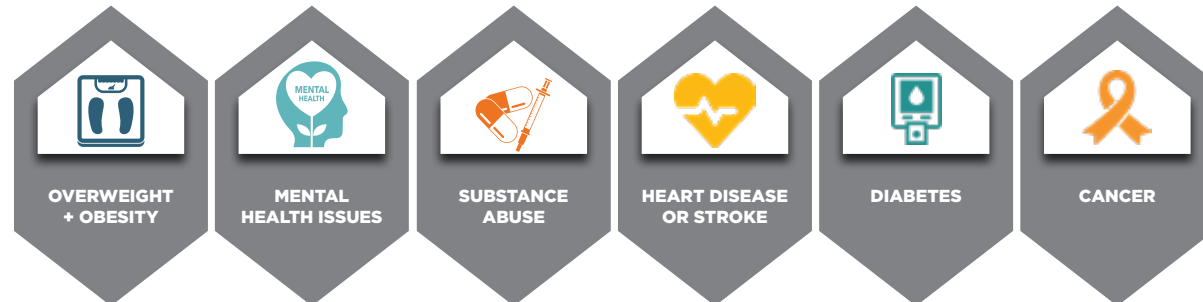 MENTAL
HEALTH
OVERWEIGHT
+ OBESITY
MENTAL
HEALTH ISSUES
SUBSTANCE
ABUSE
HEART DISEASE
OR STROKE
DIABETES
CANCER